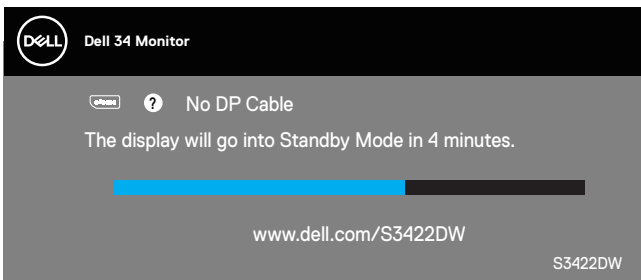 DELL
Dell 34 Monitor
No DP Cable
The display will go into Standby Mode in 4 minutes.
www.dell.com/S3422DW
S3422DW